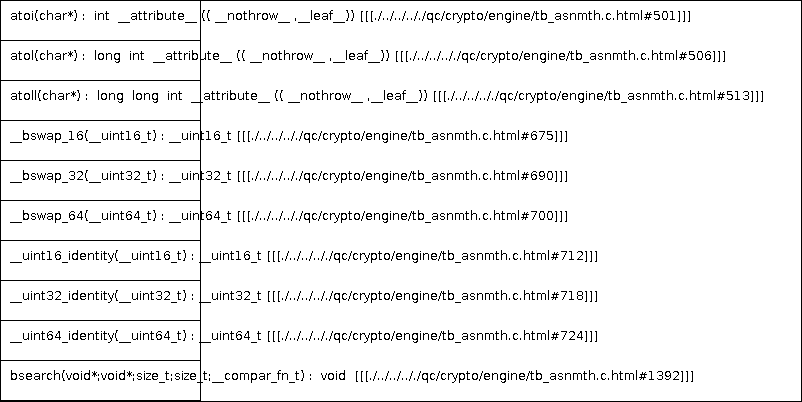 atoi(char*) : int __attribute__ (( __nothrow__ ,__leaf__)) [[[./../../../qc/crypto/engine/tb_asnmth.c.html#501]]]
atol(char*) : long int __attribute__ (( __nothrow__ ,__leaf__)) [[[./../../../qc/crypto/engine/tb_asnmth.c.html#506]]]
atoll(char*) : long long int __attribute__ (( __nothrow__ ,__leaf__)) [[[./../../../qc/crypto/engine/tb_asnmth.c.html#513]]]
__bswap_16(__uint16_t) : __uint16_t [[[./../../../qc/crypto/engine/tb_asnmth.c.html#675]]]
__bswap_32(__uint32_t) : __uint32_t [[[./../../../qc/crypto/engine/tb_asnmth.c.html#690]]]
__bswap_64(__uint64_t) : __uint64_t [[[./../../../qc/crypto/engine/tb_asnmth.c.html#700]]]
__uint16_identity(__uint16_t) : __uint16_t [[[./../../../qc/crypto/engine/tb_asnmth.c.html#712]]]
__uint32_identity(__uint32_t) : __uint32_t [[[./../../../qc/crypto/engine/tb_asnmth.c.html#718]]]
__uint64_identity(__uint64_t) : __uint64_t [[[./../../../qc/crypto/engine/tb_asnmth.c.html#724]]]
bsearch(void*;void*;size_t;size_t;__compar_fn_t) : void [[[./../../../qc/crypto/engine/tb_asnmth.c.html#1392]]]